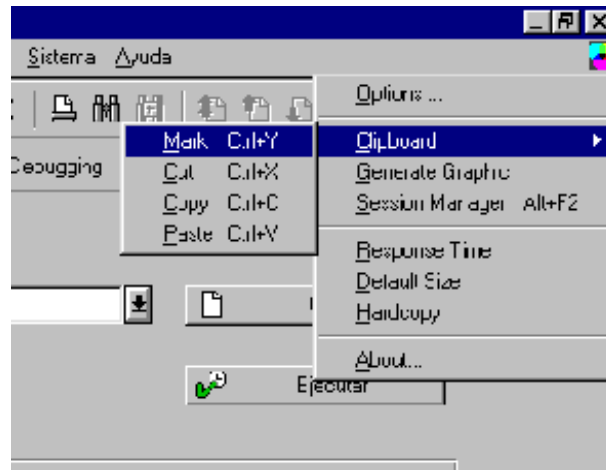 Sistema Ayuda
Options ...
Mark Ctrl+Y
Clipboard
Debugging
Cut Ctrl+X
Generate Graphic
Copy Ctrl+C
Session Manager Alt+F2
Paste Ctrl+V
Response Time
Default Size
Hardcopy
About...
Ejecutar